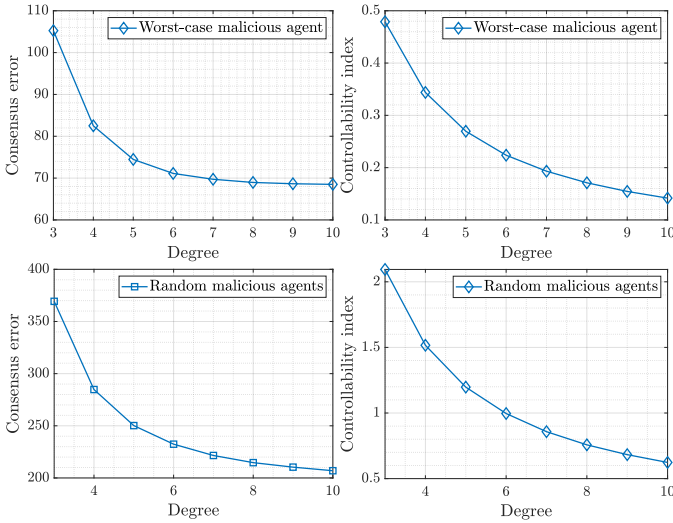 110
100
90
80
70
60
Consensus error
Worst-case malicious agent
3 4 5 6 7 8 9 10
Degree
0.5
0.4
0.3
0.2
0.1
Controllability index
Worst-case malicious agent
3 4 5 6 7 8 9 10
Degree
400
350
300
250
200
Consensus error
Random malicious agents
4 6 8 10
Degree
2
1.5
1
0.5
Controllability index
Random malicious agents
4 5 6 7 8 9 10
Degree